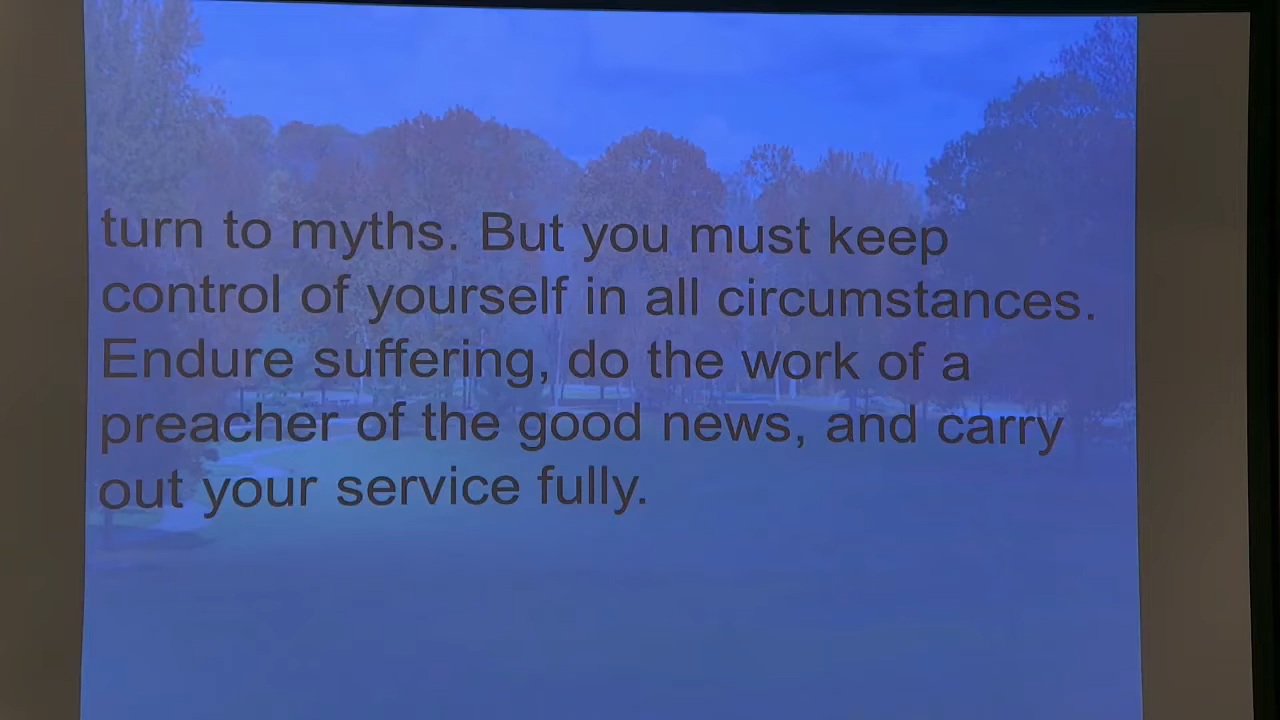 turn to myths. But you must keep
control of yourself in all circumstances.
Endure suffering, do the work of a
preacher of the good news, and carry
out your service fully.